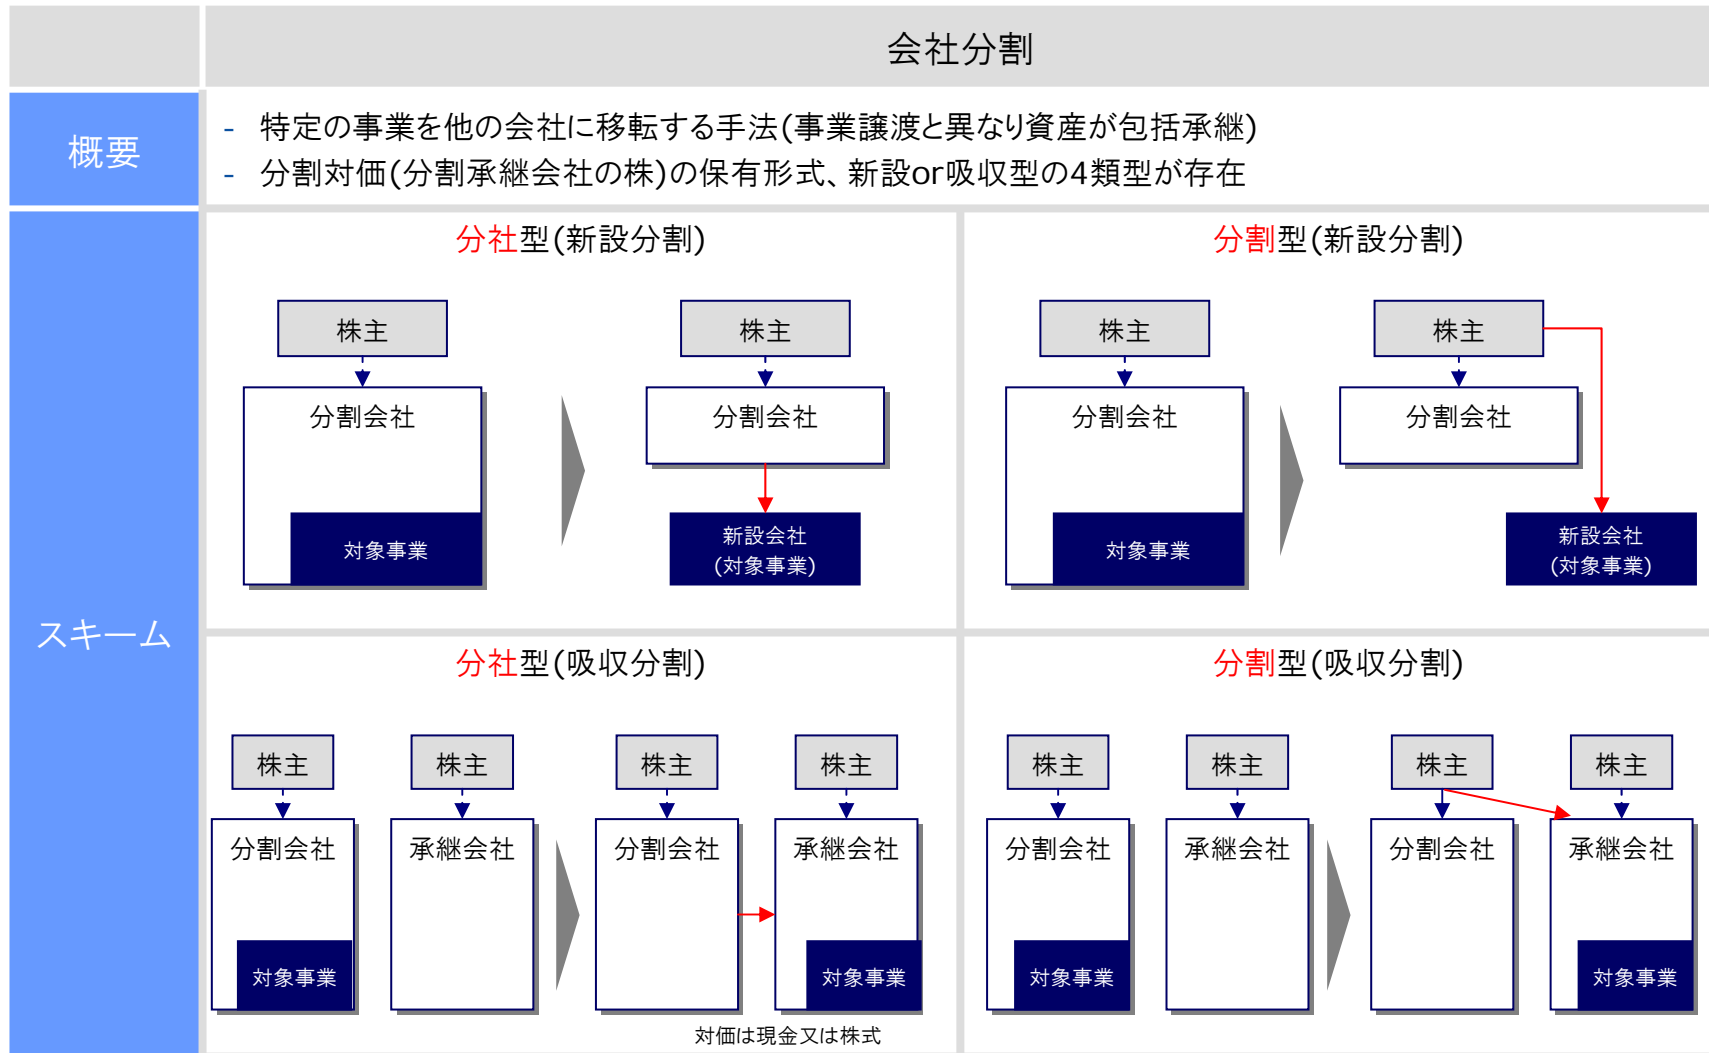 会社分割
概要
- 特定の事業を他の会社に移転する手法(事業譲渡と異なり資産が包括承継)
- 分割対価(分割承継会社の株)の保有形式、新設or吸収型の4類型が存在
スキーム
分社型(新設分割)
株主
分割会社
対象事業
株主
分割会社
新設会社
(対象事業)
分割型(新設分割)
株主
分割会社
対象事業
株主
分割会社
新設会社
(対象事業)
分社型(吸収分割)
株主
分割会社
対象事業
株主
承継会社
株主
分割会社
株主
承継会社
対象事業
対価は現金又は株式
分割型(吸収分割)
株主
分割会社
対象事業
株主
承継会社
株主
分割会社
株主
承継会社
対象事業